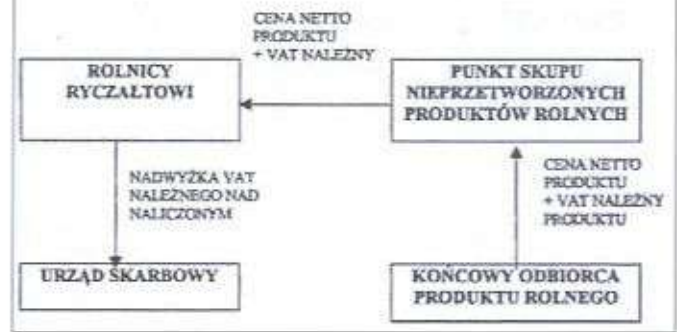 CENA NETTO
PRODUKTU
+ VAT NALEŻNY
ROLNICY
RYCZAŁTOWI
PUNKT SKUPU
NIEPRZETWORZONYCH
PRODUKTÓW ROLNYCH
NADWYŻKA VAT
NALEŻNEGO NAD
NALICZONYM
CENA NETTO
PRODUKTU
+ VAT NALEŻNY
PRODUKTU
URZĄD SKARBOWY
KOŃCOWY ODBIORCA
PRODUKTU ROLNEGO